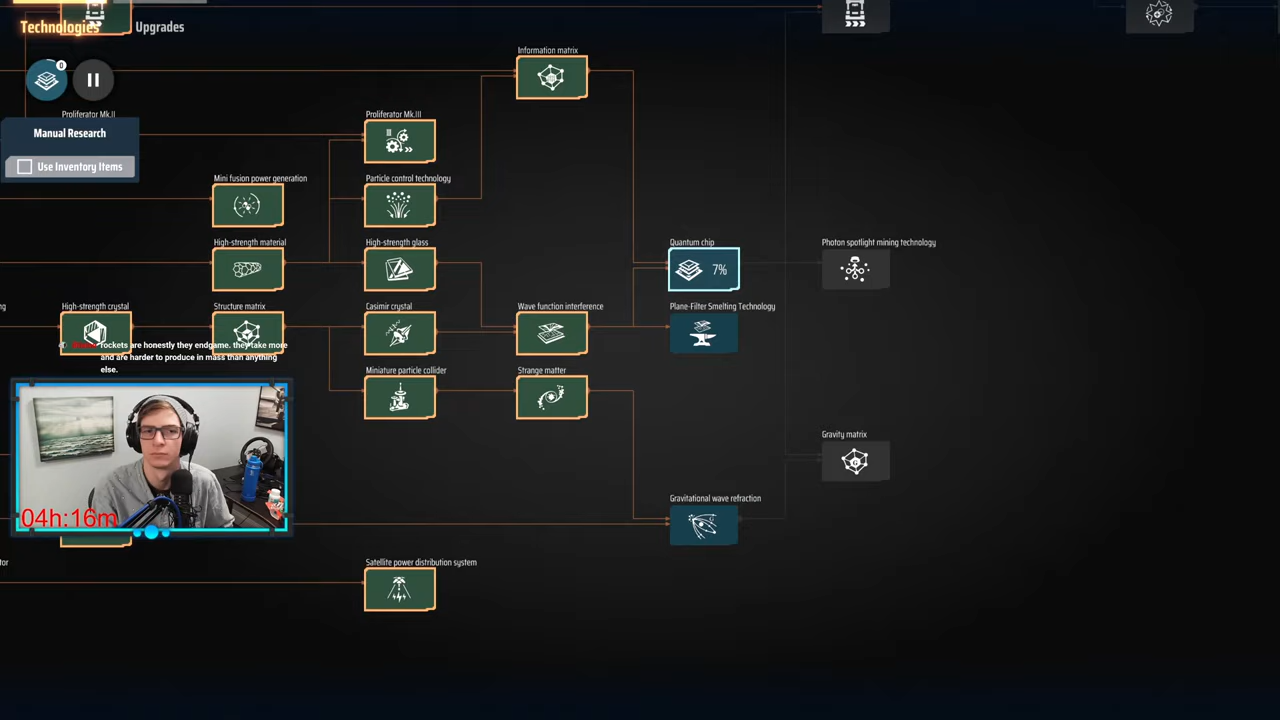 Technologies
Upgrades
0
Information matrix
Proliferator Mk.II
Proliferator Mk.III
Manual Research
Use Inventory Items
Mini fusion power generation
Particle control technology
High-strength material
High-strength glass
Quantum chip
7%
Photon spotlight mining technology
High-strength crystal
Structure matrix
Casimir crystal
Wave function interference
Plane-Filter Smelting Technology
rockets are honestly they endgame. they take more
and are harder to produce in mass than anything
else.
Miniature particle collider
Strange matter
Gravity matrix
Gravitational wave refraction
04h:16m
Satellite power distribution system